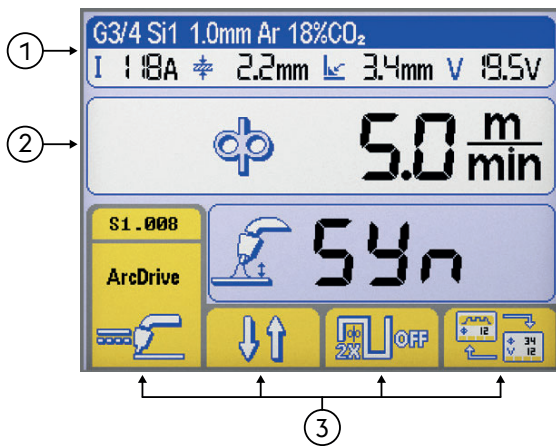 G3/4 Si1 1.0mm Ar 18%CO₂
I 118A 2.2mm 3.4mm V 19.5V
1
2
5.0 m/min
S1.008
ArcDrive
Syn
2X OFF
12
34
V 12
3